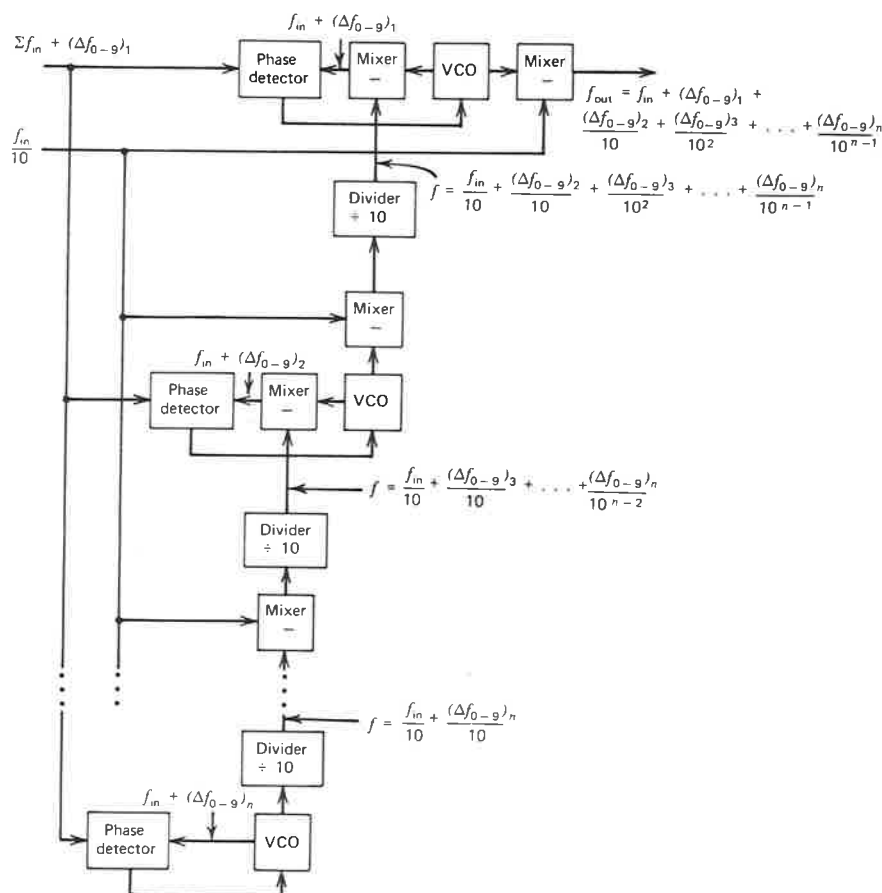 f_in + (Δf_0−9)_1
Σf_in + (Δf_0−9)_1
Phase detector
Mixer −
VCO
Mixer −
f_out = f_in + (Δf_0−9)_1 +
(Δf_0−9)_2/10 + (Δf_0−9)_3/10^2 + . . . + (Δf_0−9)_n/10^n−1
f_in/10
f = f_in/10 + (Δf_0−9)_2/10 + (Δf_0−9)_3/10^2 + . . . . + (Δf_0−9)_n/10^n−1
Divider ÷ 10
Mixer −
f_in + (Δf_0−9)_2
Phase detector
Mixer −
VCO
f = f_in/10 + (Δf_0−9)_3/10 + . . . . + (Δf_0−9)_n/10^n−2
Divider ÷ 10
Mixer −
f = f_in/10 + (Δf_0−9)_n/10
Divider ÷ 10
f_in + (Δf_0−9)_n
Phase detector
VCO